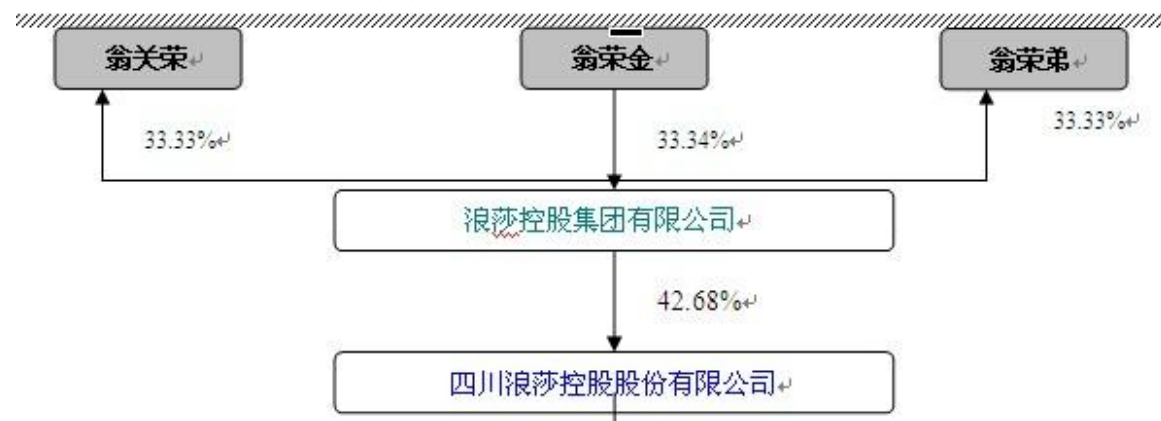 翁关荣
翁荣金
翁荣弟
33.33%
33.34%
33.33%
浪莎控股集团有限公司
42.68%
四川浪莎控股股份有限公司